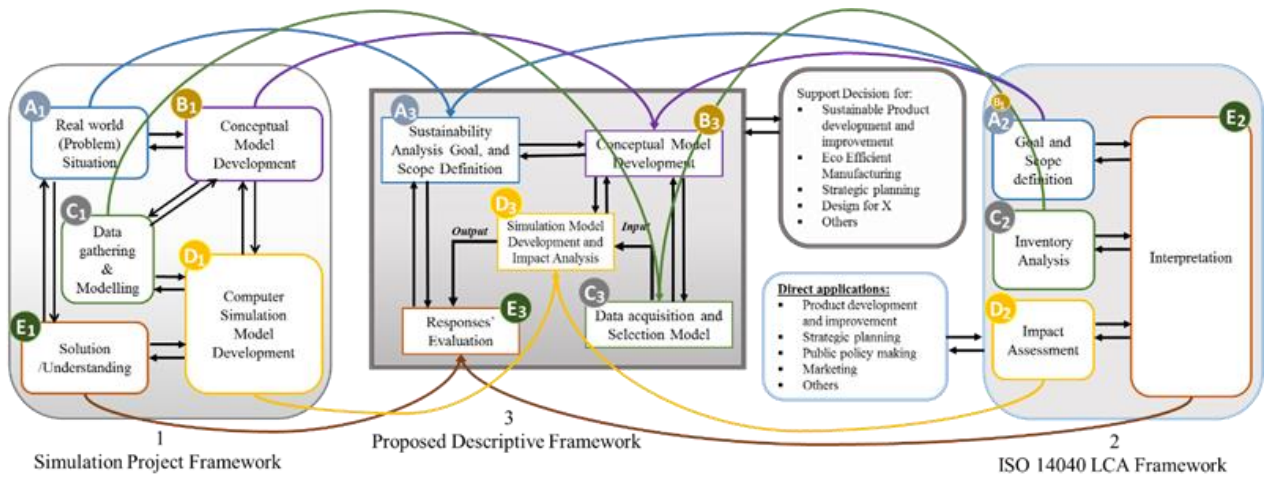 A1
Real world
(Problem)
Situation
B1
Conceptual
Model
Development
C1
Data
gathering
&
Modelling
D1
Computer
Simulation
Model
Development
E1
Solution
/Understanding
1
Simulation Project Framework
A3
Sustainability
Analysis Goal, and
Scope Definition
B3
Conceptual Model
Development
D3
Simulation Model
Development and
Impact Analysis
Output
Input
C3
Data acquisition and
Selection Model
E3
Responses'
Evaluation
3
Proposed Descriptive Framework
Support Decision for:
▪ Sustainable Product
development and
improvement
▪ Eco Efficient
Manufacturing
▪ Strategic planning
▪ Design for X
▪ Others
Direct applications:
▪ Product development
and improvement
▪ Strategic planning
▪ Public policy making
▪ Marketing
▪ Others
B1
A2
Goal and
Scope
definition
C2
Inventory
Analysis
D2
Impact
Assessment
E2
Interpretation
2
ISO 14040 LCA Framework